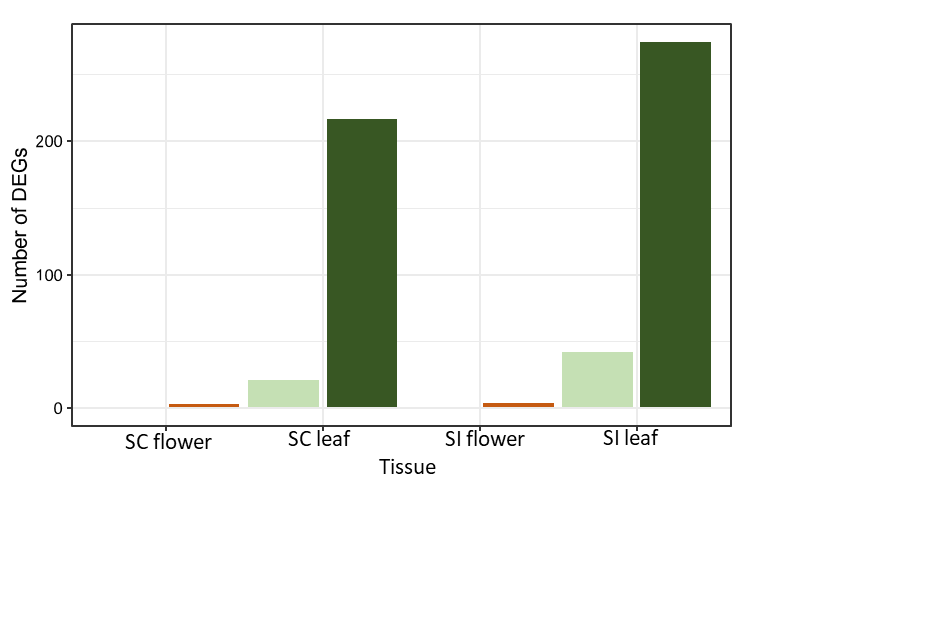 Number of DEGs
200
100
0
SC flower
SC leaf
SI flower
SI leaf
Tissue